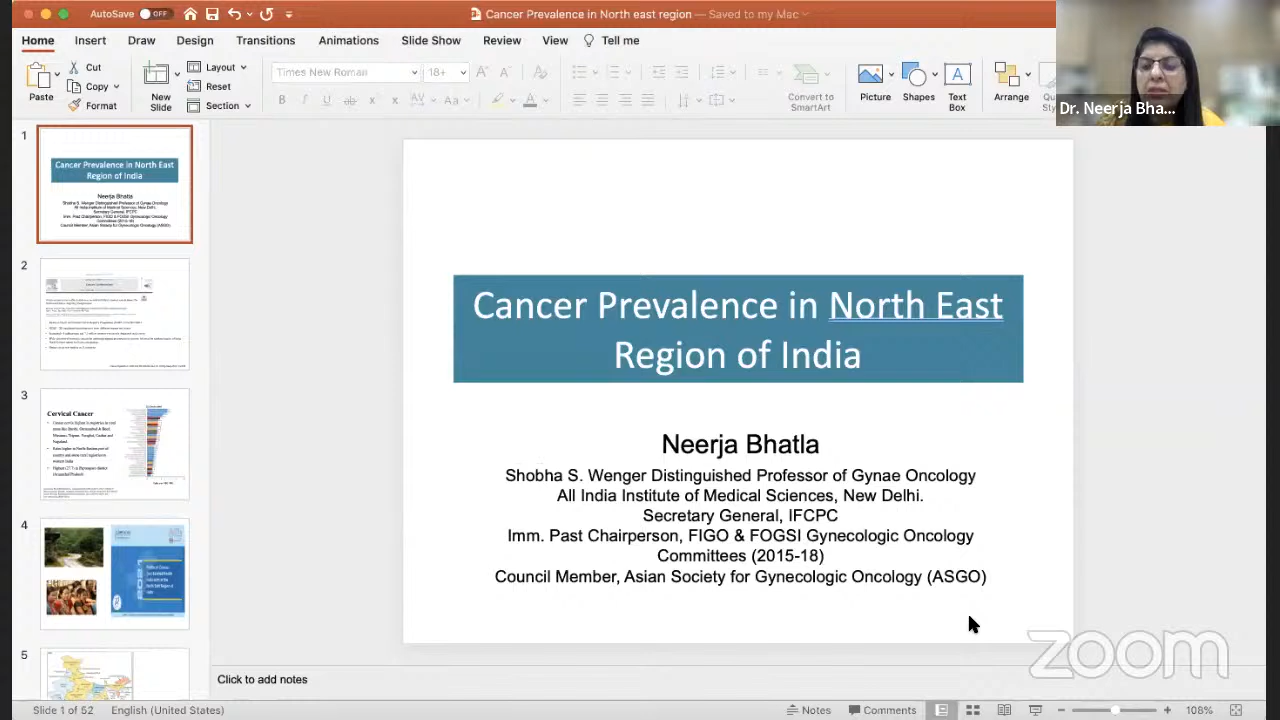 AutoSave OFF
Cancer Prevalence in North east region — Saved to my Mac
Home Insert Draw Design Transitions Animations Slide Show Review View Tell me
Paste
Cut
Copy
Format
New
Slide
Layout
Reset
Section
Times New Roman 18+
Convert to
SmartArt
Picture
Shapes
Text
Box
Arrange
Dr. Neerja Bha...
1
Cancer Prevalence in North East
Region of India
Neerja Bhatla
Shobha S. Wenger Distinguished Professor of Gynae Oncology
All India Institute of Medical Sciences, New Delhi.
Secretary General, IFCPC
Imm. Past Chairperson, FIGO & FOGSI Gynecologic Oncology
Committees (2015-18)
Council Member, Asian Society for Gynecologic Oncology (ASGO)
2
3
Cervical Cancer
4
5
Cancer Prevalence in North East
Region of India
Neerja Bhatla
Shobha S. Wenger Distinguished Professor of Gynae Oncology
All India Institute of Medical Sciences, New Delhi.
Secretary General, IFCPC
Imm. Past Chairperson, FIGO & FOGSI Gynecologic Oncology
Committees (2015-18)
Council Member, Asian Society for Gynecologic Oncology (ASGO)
zoom
Click to add notes
Slide 1 of 52 English (United States) Notes Comments 108%